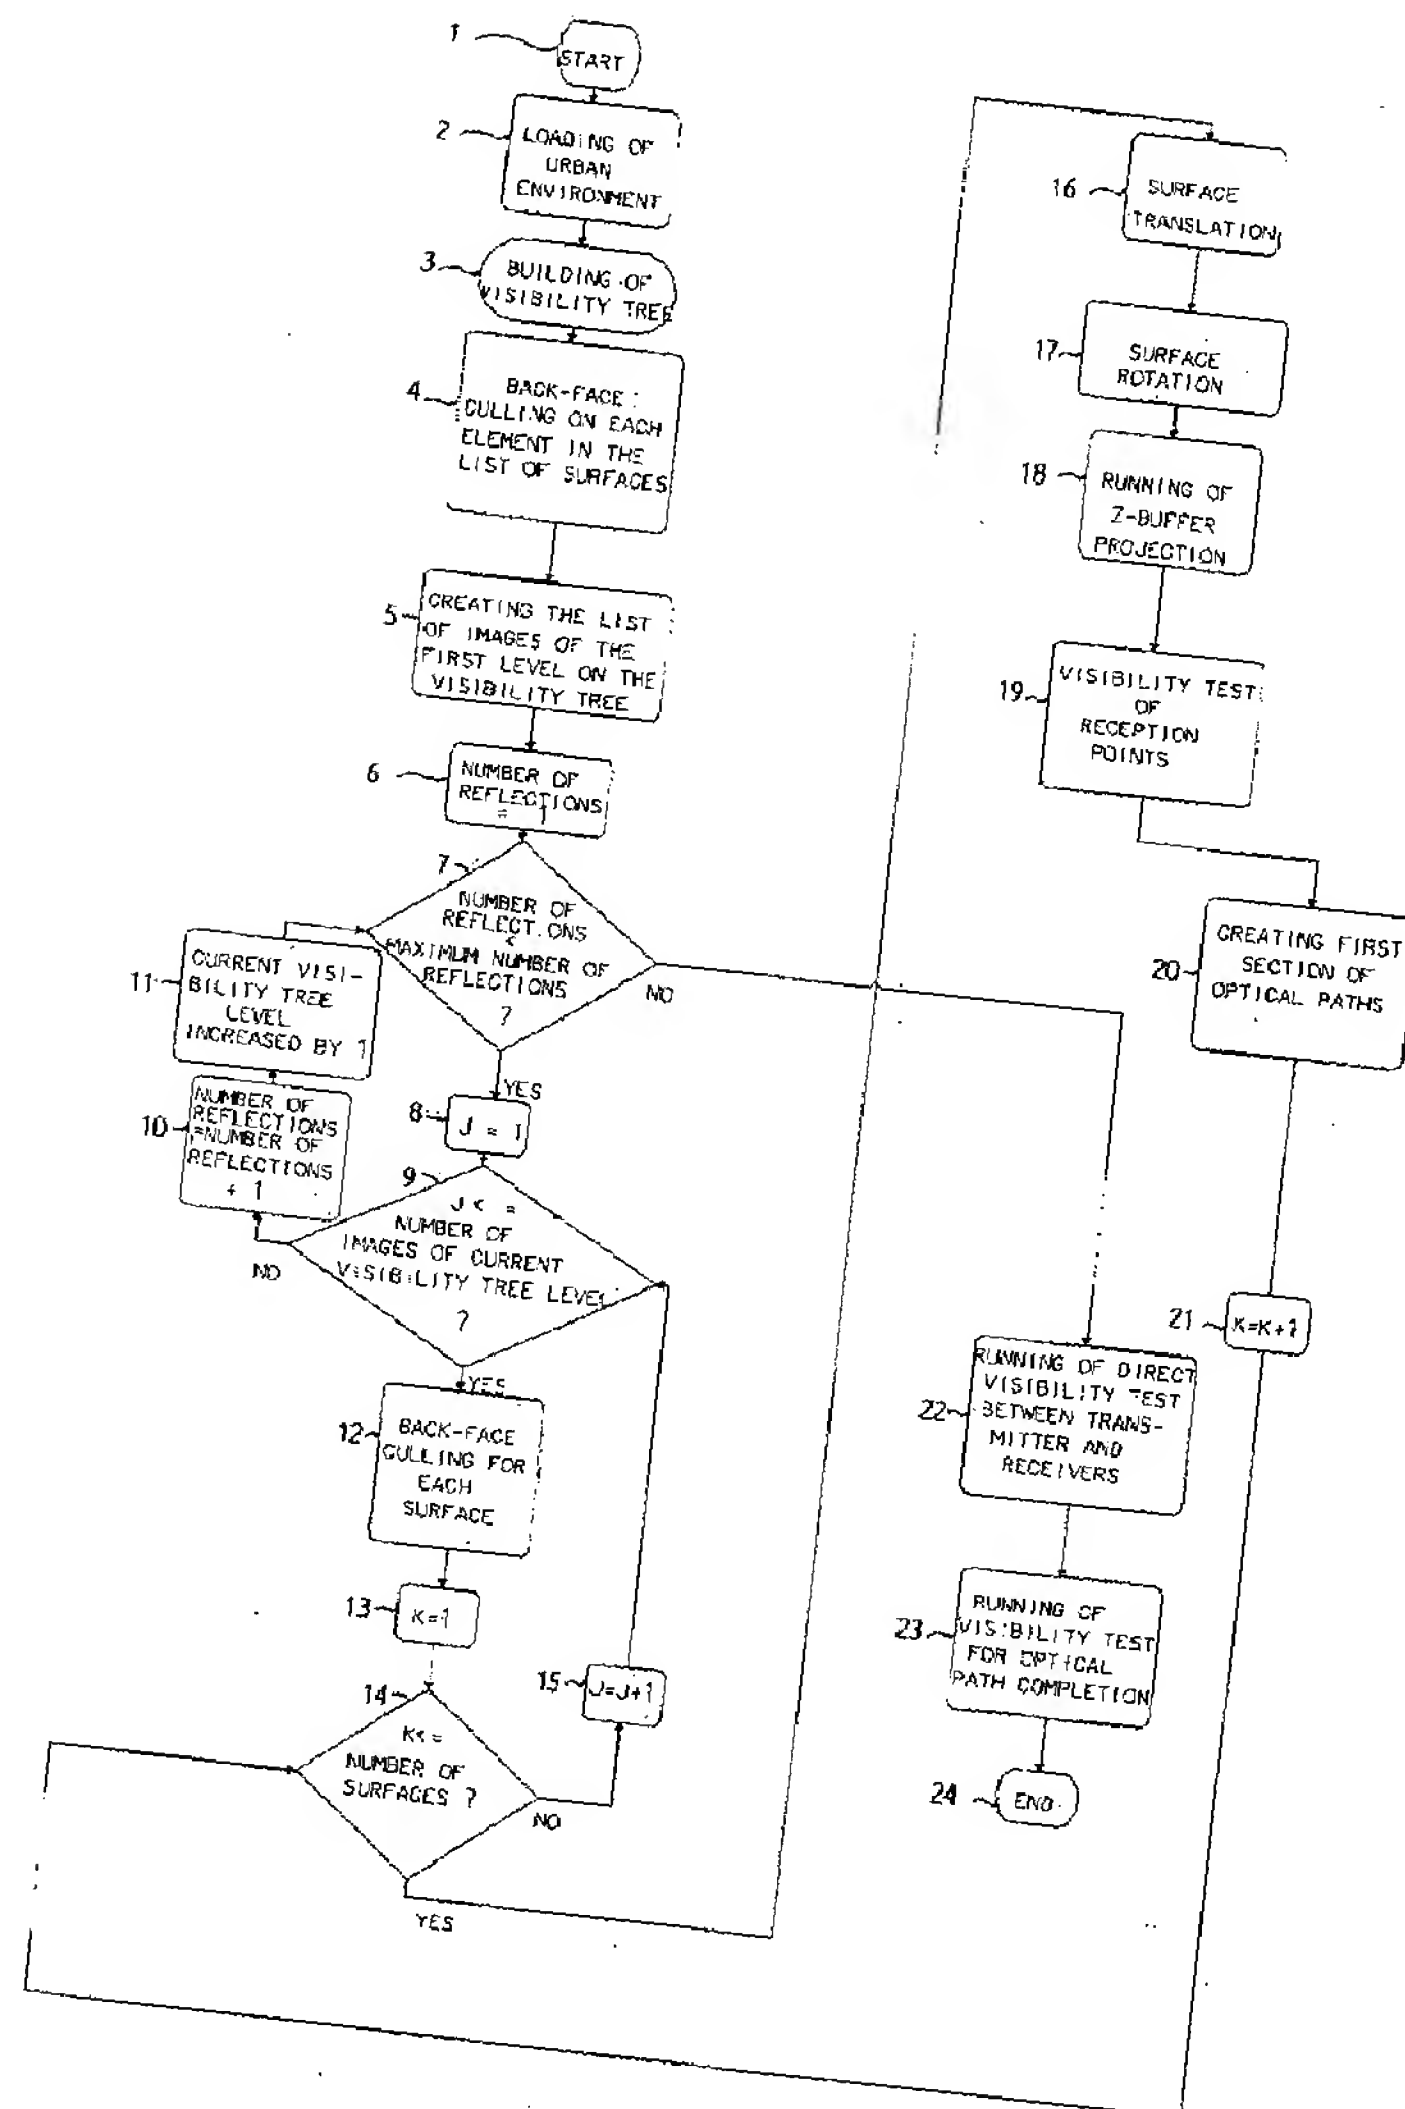 1
START
2
LOADING OF
URBAN
ENVIRONMENT
3
BUILDING OF
VISIBILITY TREE
4
BACK-FACE
CULLING ON EACH
ELEMENT IN THE
LIST OF SURFACES
5
CREATING THE LIST
OF IMAGES OF THE
FIRST LEVEL ON THE
VISIBILITY TREE
6
NUMBER OF
REFLECTIONS
= 1
7
NUMBER OF
REFLECTIONS
<
MAXIMUM NUMBER OF
REFLECTIONS
?
NO
YES
8
J = 1
9
J < =
NUMBER OF
IMAGES OF CURRENT
VISIBILITY TREE LEVEL
?
NO
YES
10
NUMBER OF
REFLECTIONS
=NUMBER OF
REFLECTIONS
+ 1
11
CURRENT VISI-
BILITY TREE
LEVEL
INCREASED BY 1
12
BACK-FACE
CULLING FOR
EACH
SURFACE
13
K=1
14
K< =
NUMBER OF
SURFACES ?
NO
YES
15
J=J+1
16
SURFACE
TRANSLATION
17
SURFACE
ROTATION
18
RUNNING OF
Z-BUFFER
PROJECTION
19
VISIBILITY TEST
OF
RECEPTION
POINTS
20
CREATING FIRST
SECTION OF
OPTICAL PATHS
21
K=K+1
22
RUNNING OF DIRECT
VISIBILITY TEST
BETWEEN TRANS-
MITTER AND
RECEIVERS
23
RUNNING OF
VISIBILITY TEST
FOR OPTICAL
PATH COMPLETION
24
END